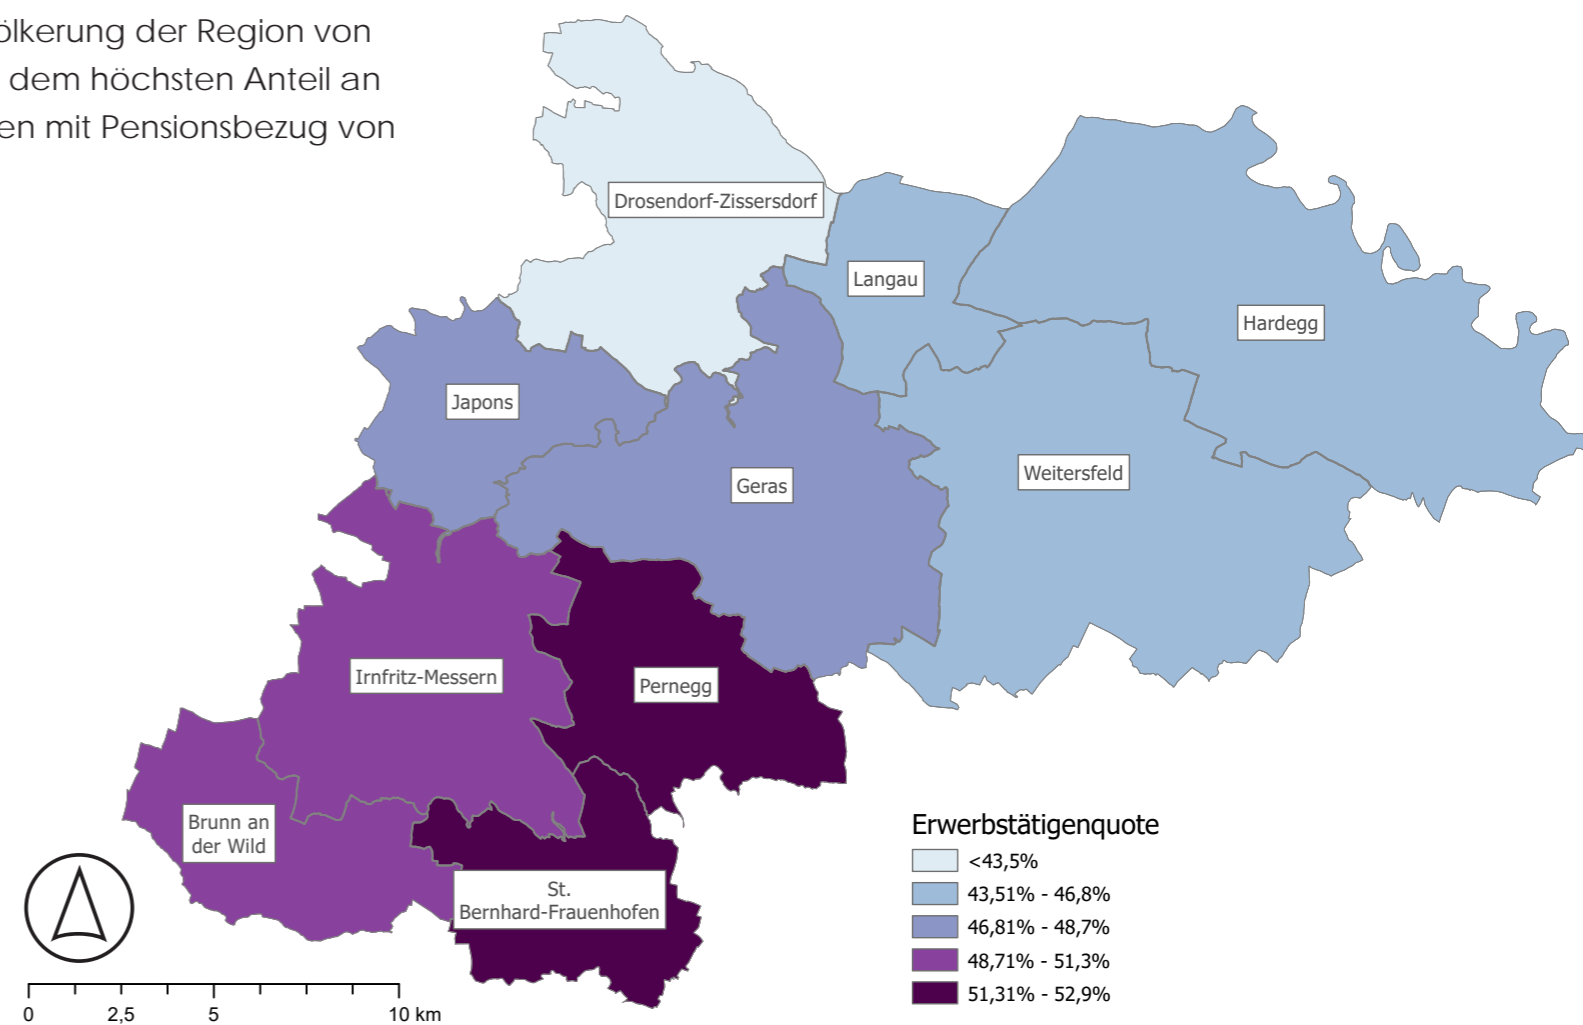 ölkerung der Region von
dem höchsten Anteil an
en mit Pensionsbezug von
Drosendorf-Zissersdorf
Langau
Hardegg
Japons
Geras
Weitersfeld
Irnfritz-Messern
Pernegg
Brunn an
der Wild
St.
Bernhard-Frauenhofen
Erwerbstätigenquote
<43,5%
43,51% - 46,8%
46,81% - 48,7%
48,71% - 51,3%
51,31% - 52,9%
0 2,5 5 10 km